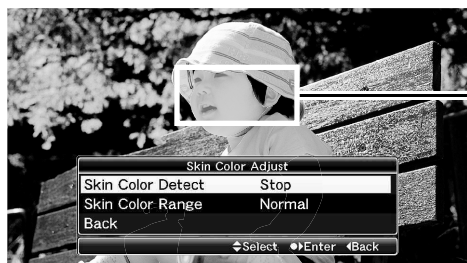 Skin Color Adjust
Skin Color Detect Stop
Skin Color Range Normal
Back
Select Enter Back